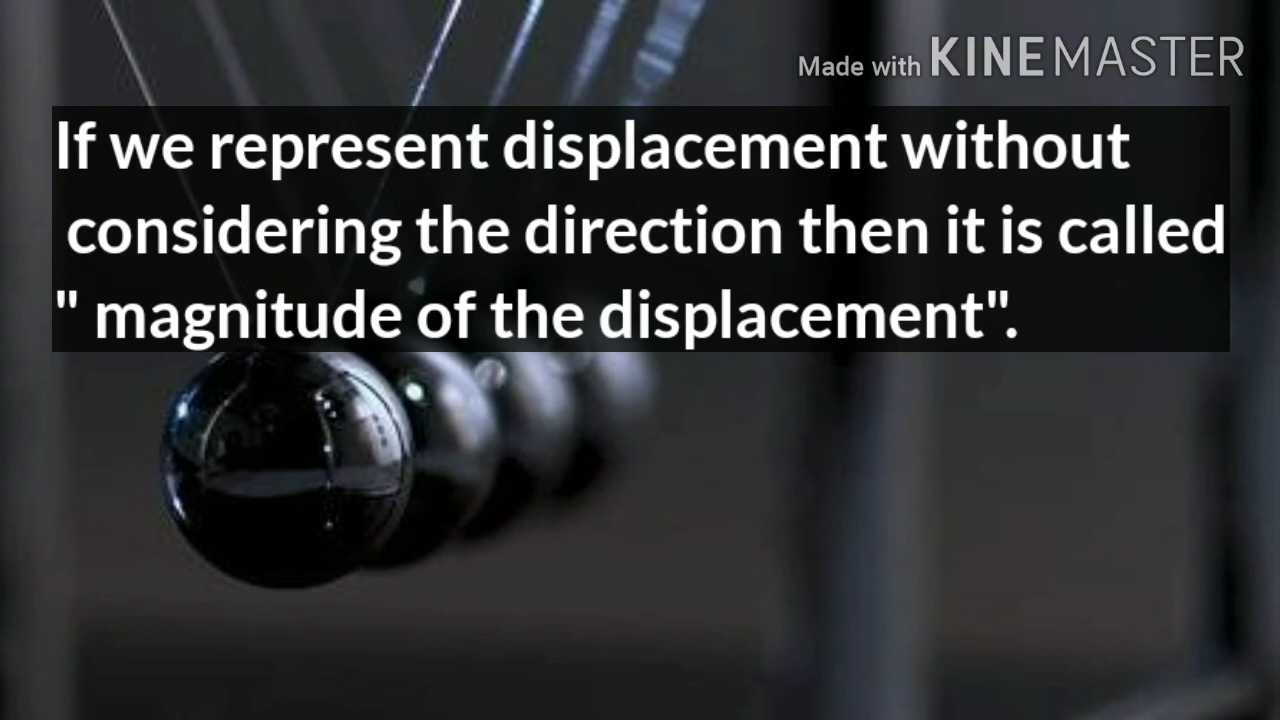 Made with KINEMASTER
If we represent displacement without
considering the direction then it is called
" magnitude of the displacement".